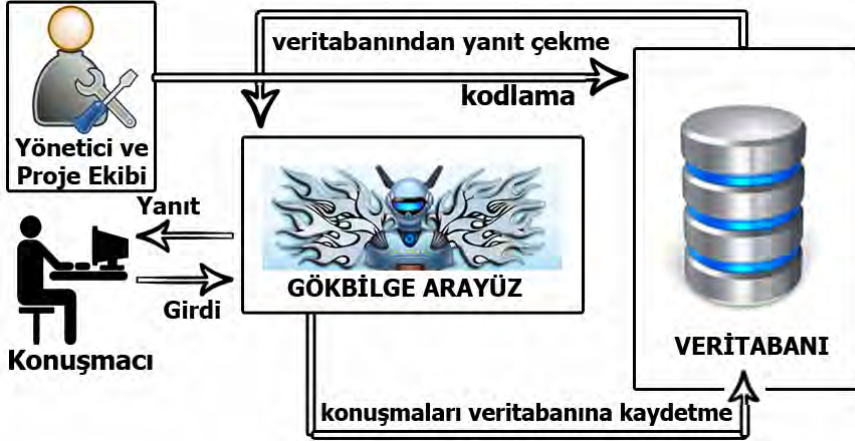 veritabanından yanıt çekme
kodlama
Yönetici ve
Proje Ekibi
Yanıt
Girdi
Konuşmacı
GÖKBİLGE ARAYÜZ
VERİTABANI
konuşmaları veritabanına kaydetme